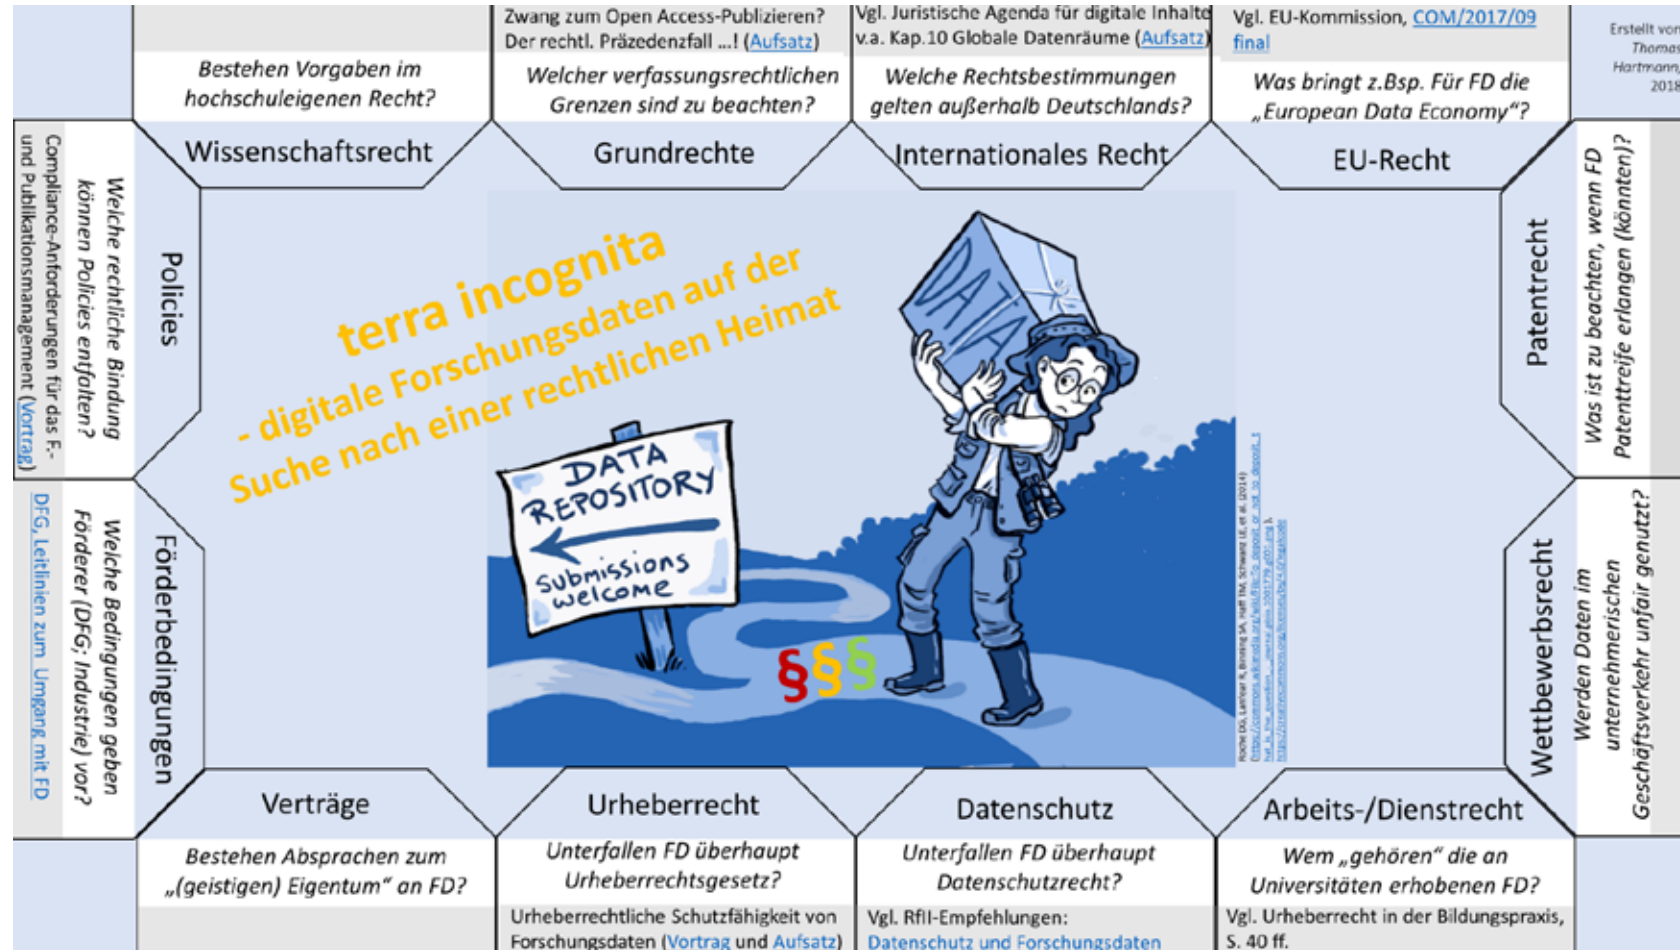 Zwang zum Open Access-Publizieren?
Der rechtl. Präzedenzfall ...! (Aufsatz)
Vgl. Juristische Agenda für digitale Inhalte
v.a. Kap.10 Globale Datenräume (Aufsatz)
Vgl. EU-Kommission, COM/2017/09
final
Erstellt von
Thomas
Hartmann,
2018
Bestehen Vorgaben im
hochschuleigenen Recht?
Welcher verfassungsrechtlichen
Grenzen sind zu beachten?
Welche Rechtsbestimmungen
gelten außerhalb Deutschlands?
Was bringt z.Bsp. Für FD die
„European Data Economy“?
Wissenschaftsrecht
Grundrechte
Internationales Recht
EU-Recht
Policies
Welche rechtliche Bindung
können Policies entfalten?
Compliance-Anforderungen für das F.-
und Publikationsmanagement (Vortrag)
Förderbedingungen
Welche Bedingungen geben
Förderer (DFG; Industrie) vor?
DFG, Leitlinien zum Umgang mit FD
terra incognita
- digitale Forschungsdaten auf der
Suche nach einer rechtlichen Heimat
DATA
DATA
REPOSITORY
submissions
welcome
§§§
Patentrecht
Was ist zu beachten, wenn FD
Patentreife erlangen (könnten)?
Wettbewerbsrecht
Werden Daten im
unternehmerischen
Geschäftsverkehr unfair genutzt?
Verträge
Urheberrecht
Datenschutz
Arbeits-/Dienstrecht
Bestehen Absprachen zum
„(geistigen) Eigentum“ an FD?
Unterfallen FD überhaupt
Urheberrechtsgesetz?
Unterfallen FD überhaupt
Datenschutzrecht?
Wem „gehören“ die an
Universitäten erhobenen FD?
Urheberrechtliche Schutzfähigkeit von
Forschungsdaten (Vortrag und Aufsatz)
Vgl. RfII-Empfehlungen:
Datenschutz und Forschungsdaten
Vgl. Urheberrecht in der Bildungspraxis,
S. 40 ff.